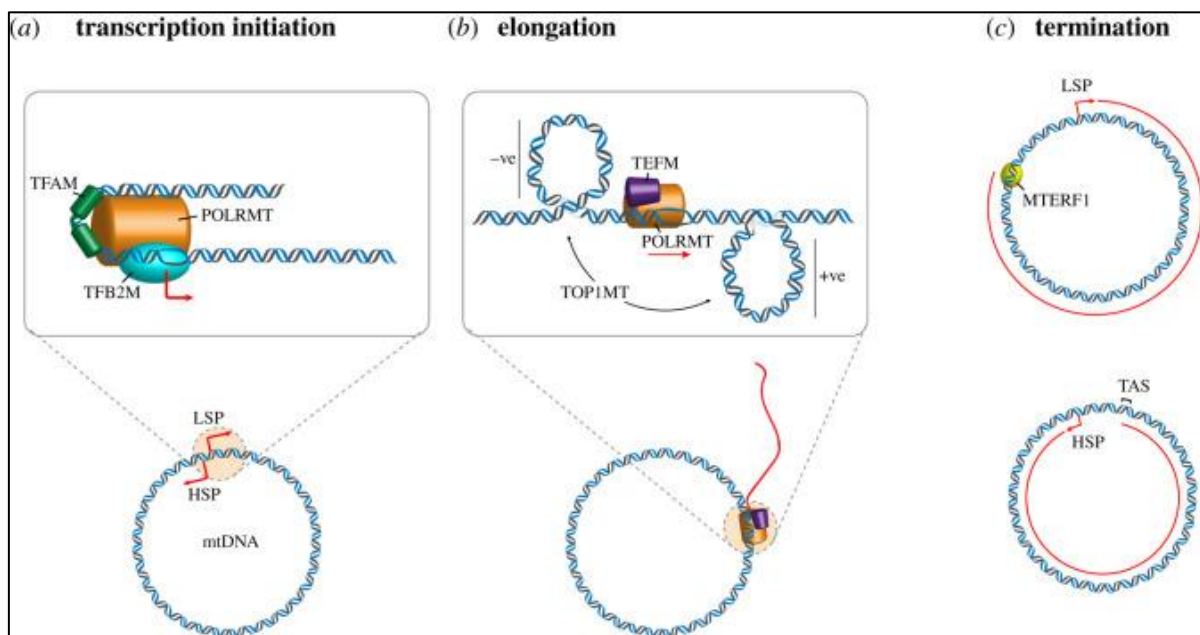 (a) transcription initiation
TFAM
POLRMT
TFB2M
LSP
HSP
mtDNA
(b) elongation
–ve
TEFM
POLRMT
TOP1MT
+ve
(c) termination
LSP
MTERF1
TAS
HSP